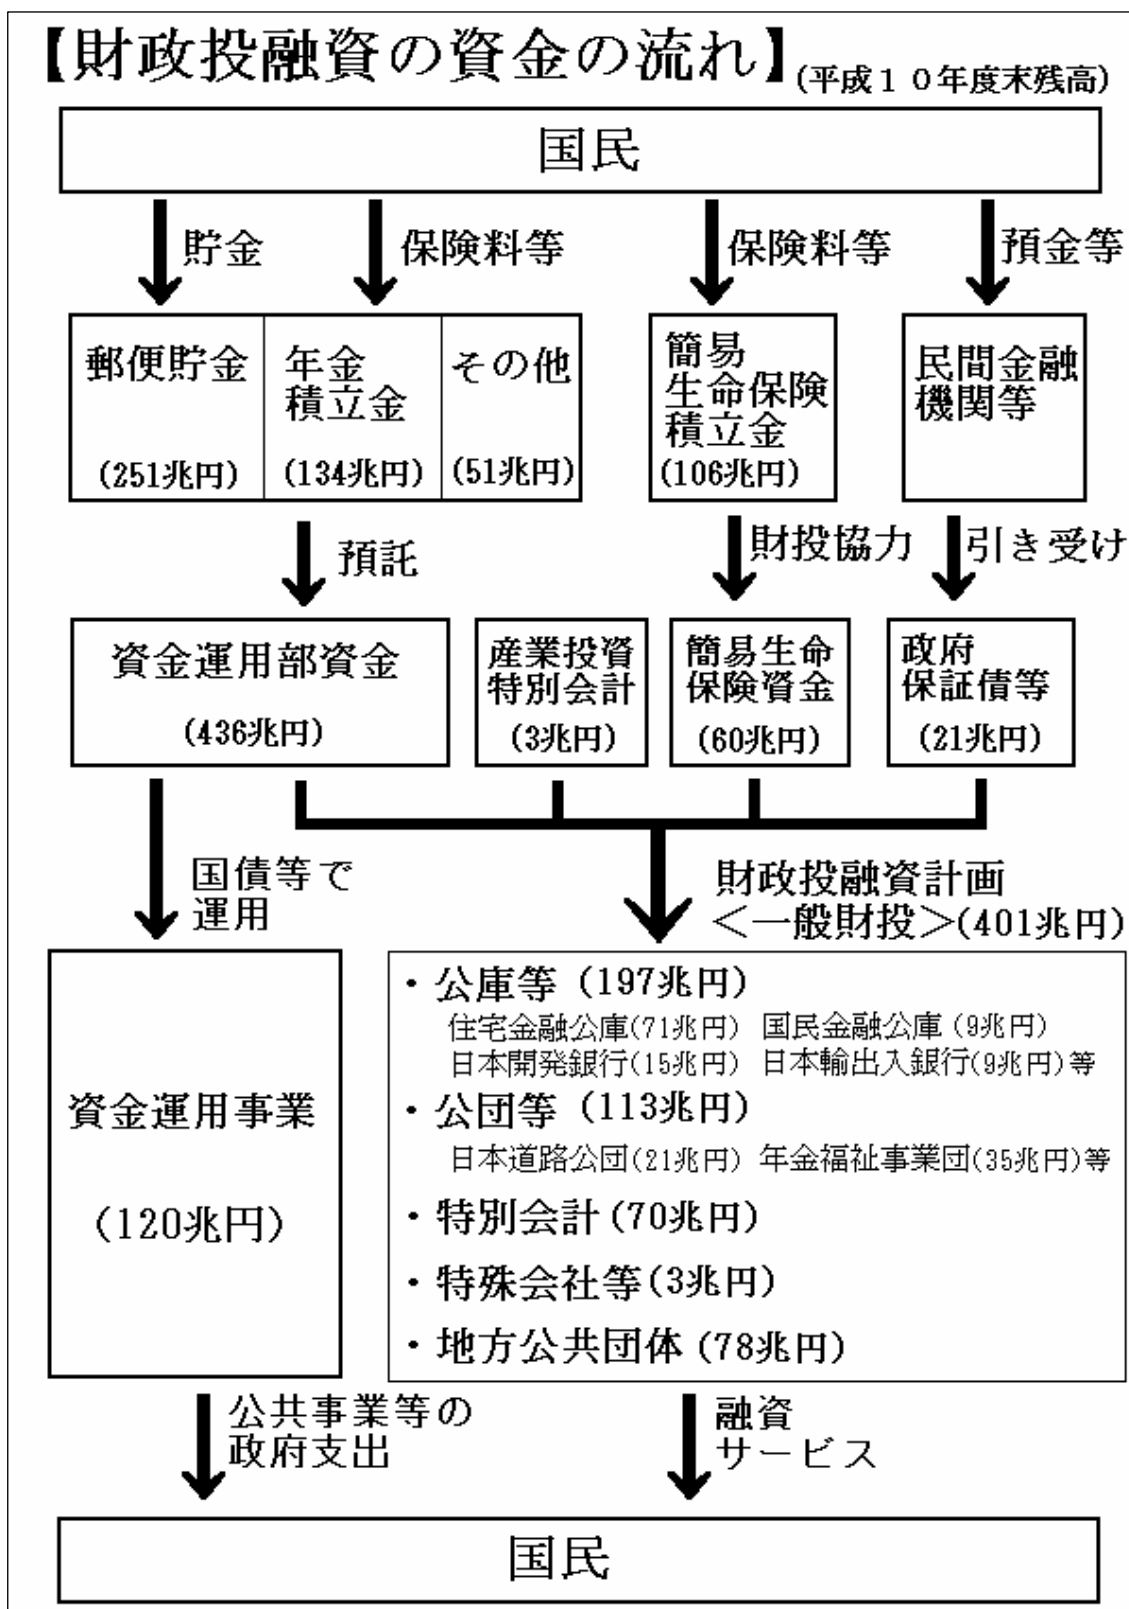 【財政投融資の資金の流れ】(平成１０年度末残高)
国民
貯金
保険料等
保険料等
預金等
郵便貯金
(251兆円)
年金
積立金
(134兆円)
その他
(51兆円)
簡易
生命保険
積立金
(106兆円)
民間金融
機関等
預託
財投協力
引き受け
資金運用部資金
(436兆円)
産業投資
特別会計
(3兆円)
簡易生命
保険資金
(60兆円)
政府
保証債等
(21兆円)
国債等で
運用
財政投融資計画
＜一般財投＞(401兆円)
資金運用事業
(120兆円)
・公庫等 (197兆円)
住宅金融公庫(71兆円) 国民金融公庫 (9兆円)
日本開発銀行(15兆円) 日本輸出入銀行(9兆円)等
・公団等 (113兆円)
日本道路公団(21兆円) 年金福祉事業団(35兆円)等
・特別会計(70兆円)
・特殊会社等(3兆円)
・地方公共団体 (78兆円)
公共事業等の
政府支出
融資
サービス
国民